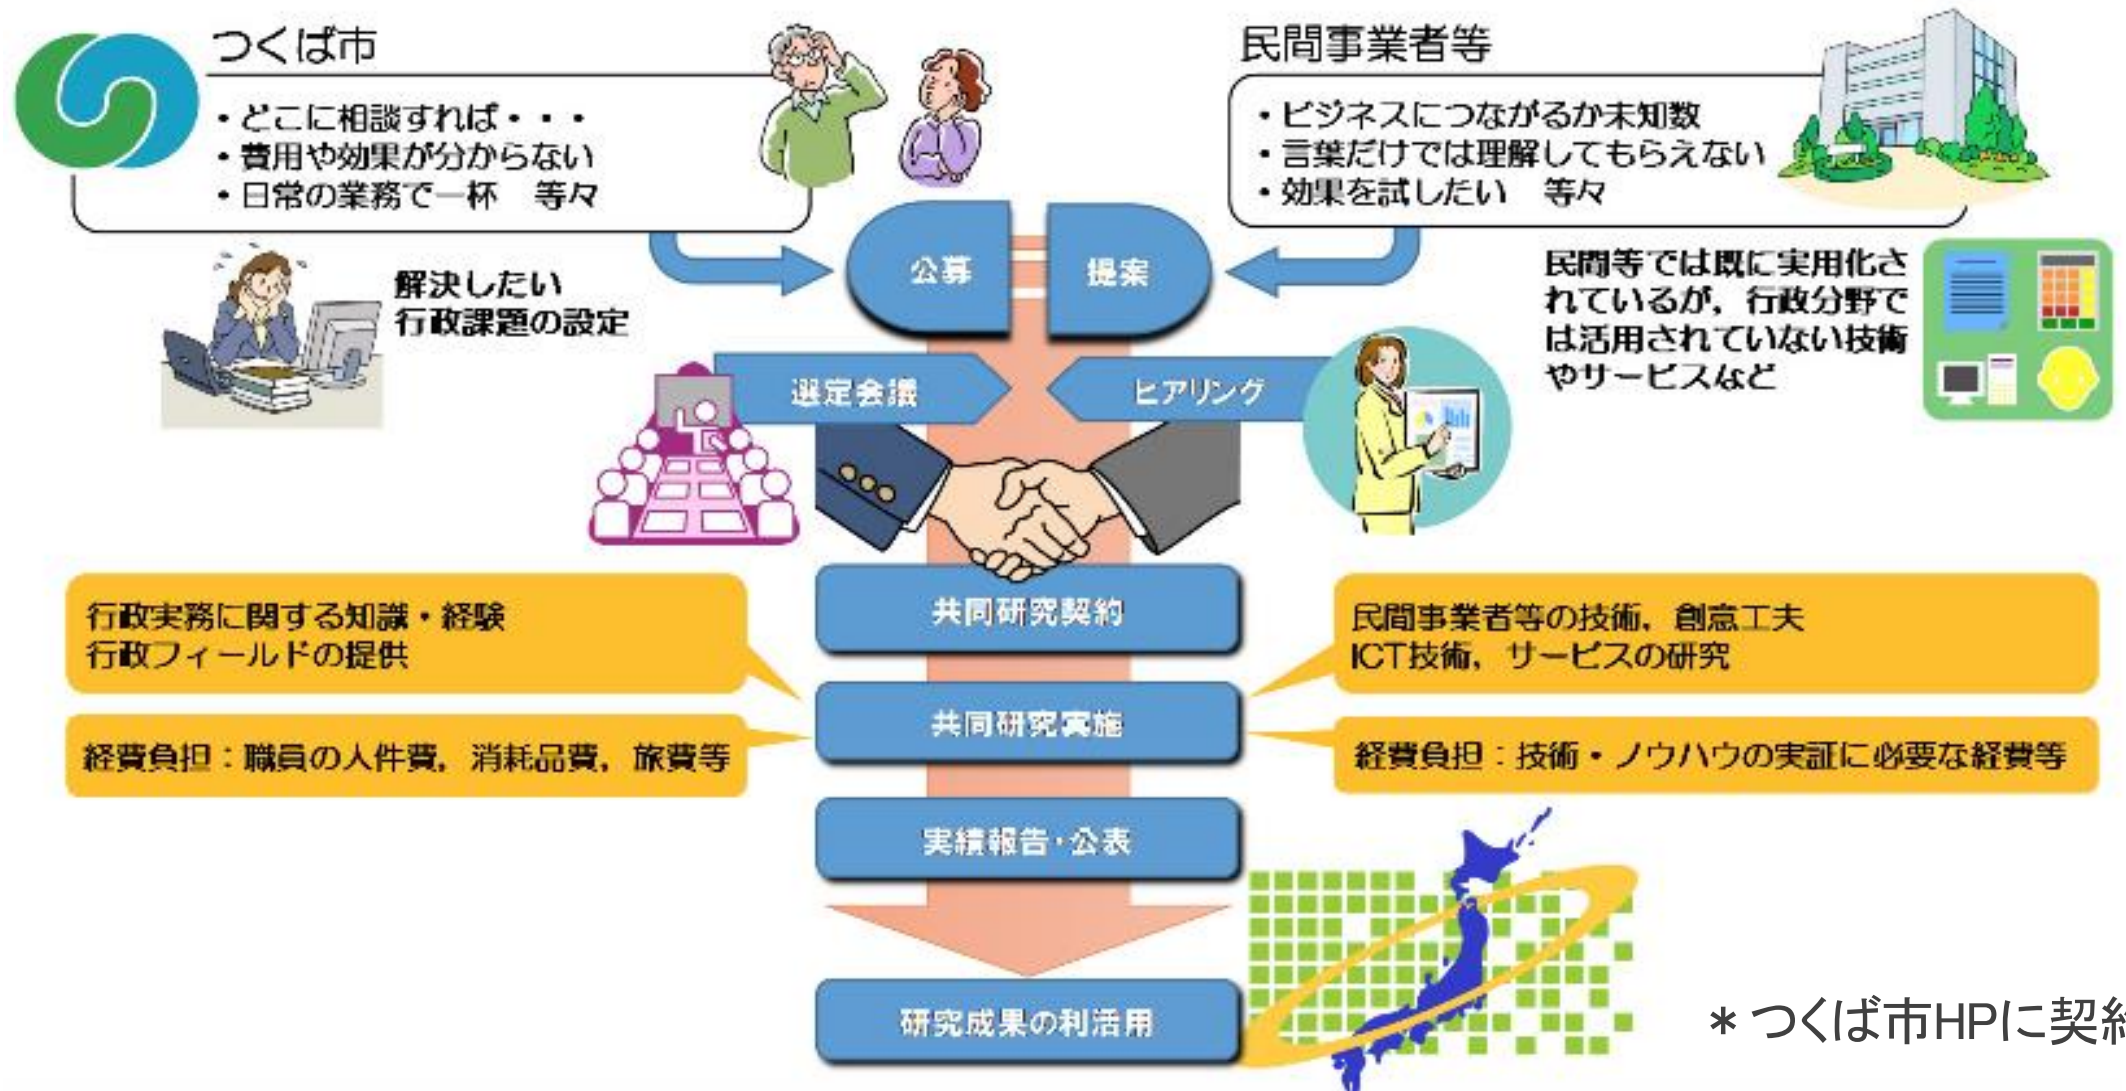 つくば市
・どこに相談すれば・・・
・費用や効果が分からない
・日常の業務で一杯　等々
民間事業者等
・ビジネスにつながるか未知数
・言葉だけでは理解してもらえない
・効果を試したい　等々
解決したい
行政課題の設定
公募
提案
民間等では既に実用化さ
れているが，行政分野で
は活用されていない技術
やサービスなど
選定会議
ヒアリング
共同研究契約
行政実務に関する知識・経験
行政フィールドの提供
民間事業者等の技術，創意工夫
ICT技術，サービスの研究
共同研究実施
経費負担：職員の人件費，消耗品費，旅費等
経費負担：技術・ノウハウの実証に必要な経費等
実績報告・公表
研究成果の利活用
＊つくば市HPに契約